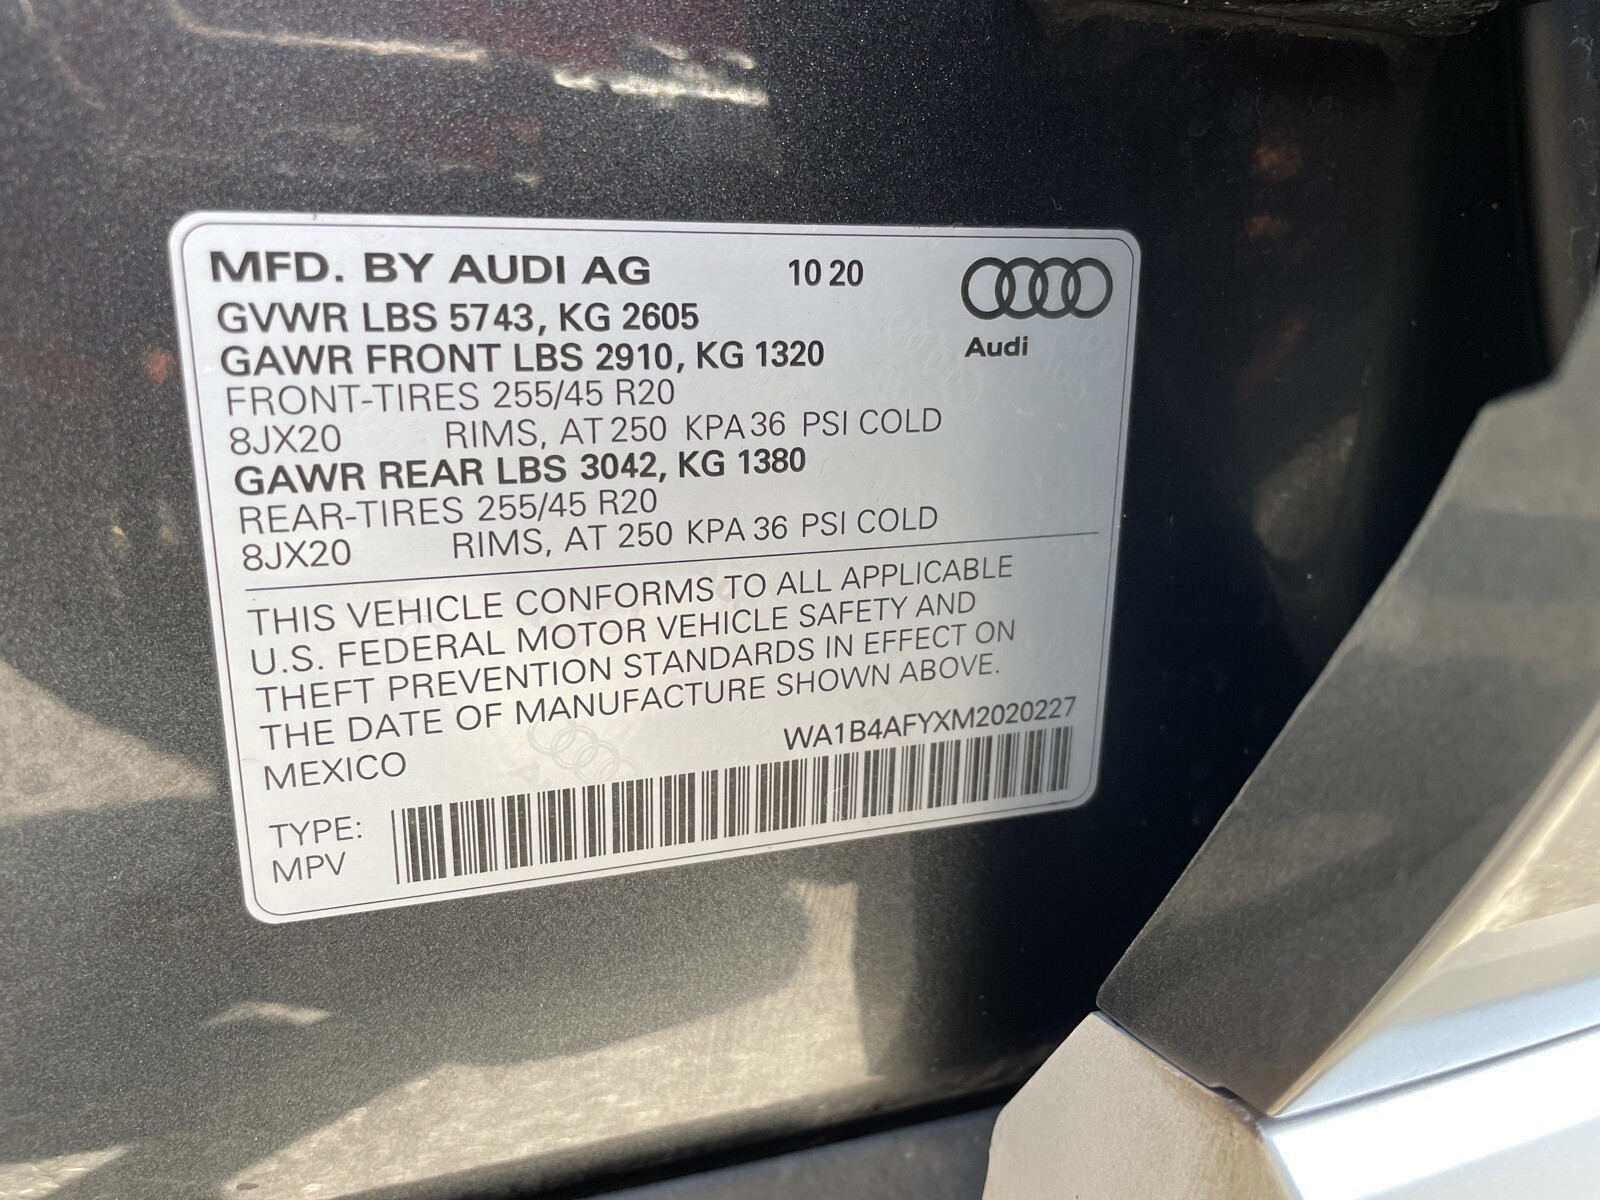 MFD. BY AUDI AG 10 20
GVWR LBS 5743, KG 2605
GAWR FRONT LBS 2910, KG 1320
Audi
FRONT-TIRES 255/45 R20
8JX20 RIMS, AT 250 KPA 36 PSI COLD
GAWR REAR LBS 3042, KG 1380
REAR-TIRES 255/45 R20
8JX20 RIMS, AT 250 KPA 36 PSI COLD
THIS VEHICLE CONFORMS TO ALL APPLICABLE
U.S. FEDERAL MOTOR VEHICLE SAFETY AND
THEFT PREVENTION STANDARDS IN EFFECT ON
THE DATE OF MANUFACTURE SHOWN ABOVE.
MEXICO WA1B4AFYXM2020227
TYPE:
MPV